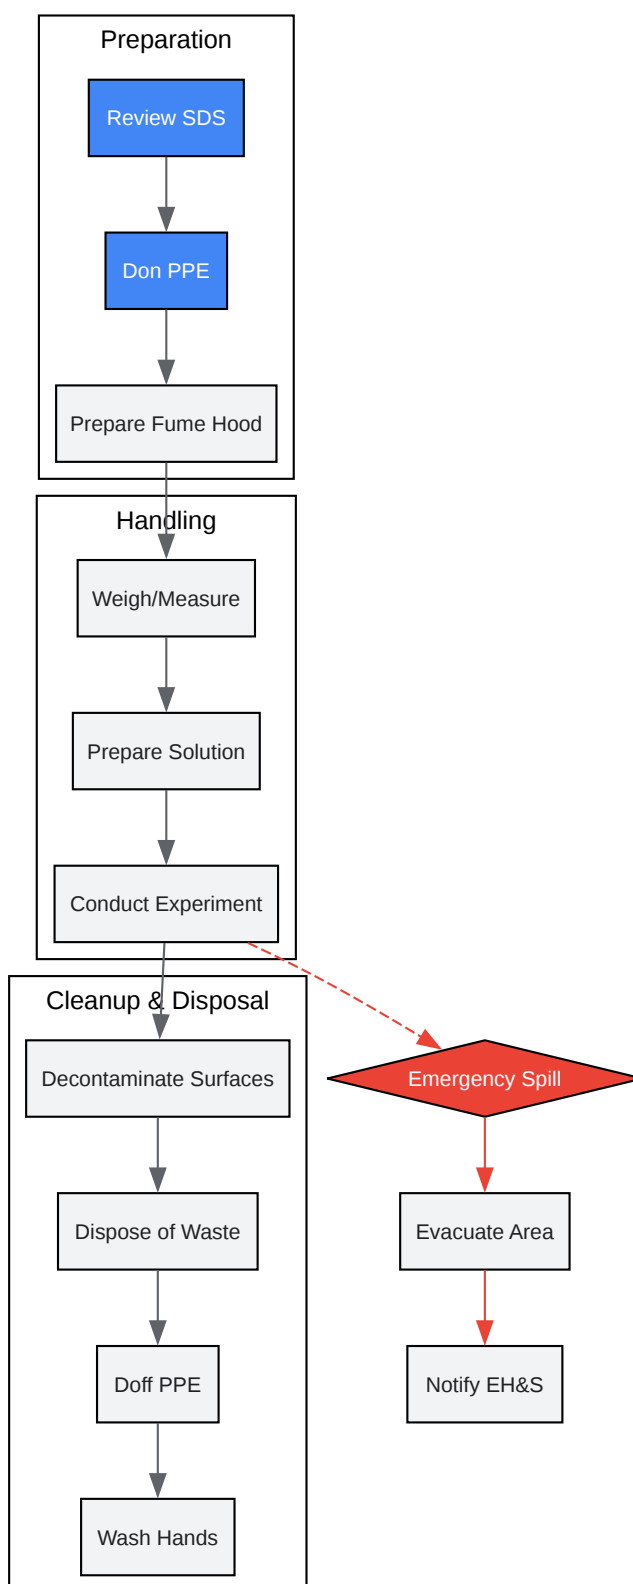 Preparation
Review SDS
Don PPE
Prepare Fume Hood
Handling
Weigh/Measure
Prepare Solution
Conduct Experiment
Cleanup & Disposal
Decontaminate Surfaces
Dispose of Waste
Doff PPE
Wash Hands
Emergency Spill
Evacuate Area
Notify EH&S